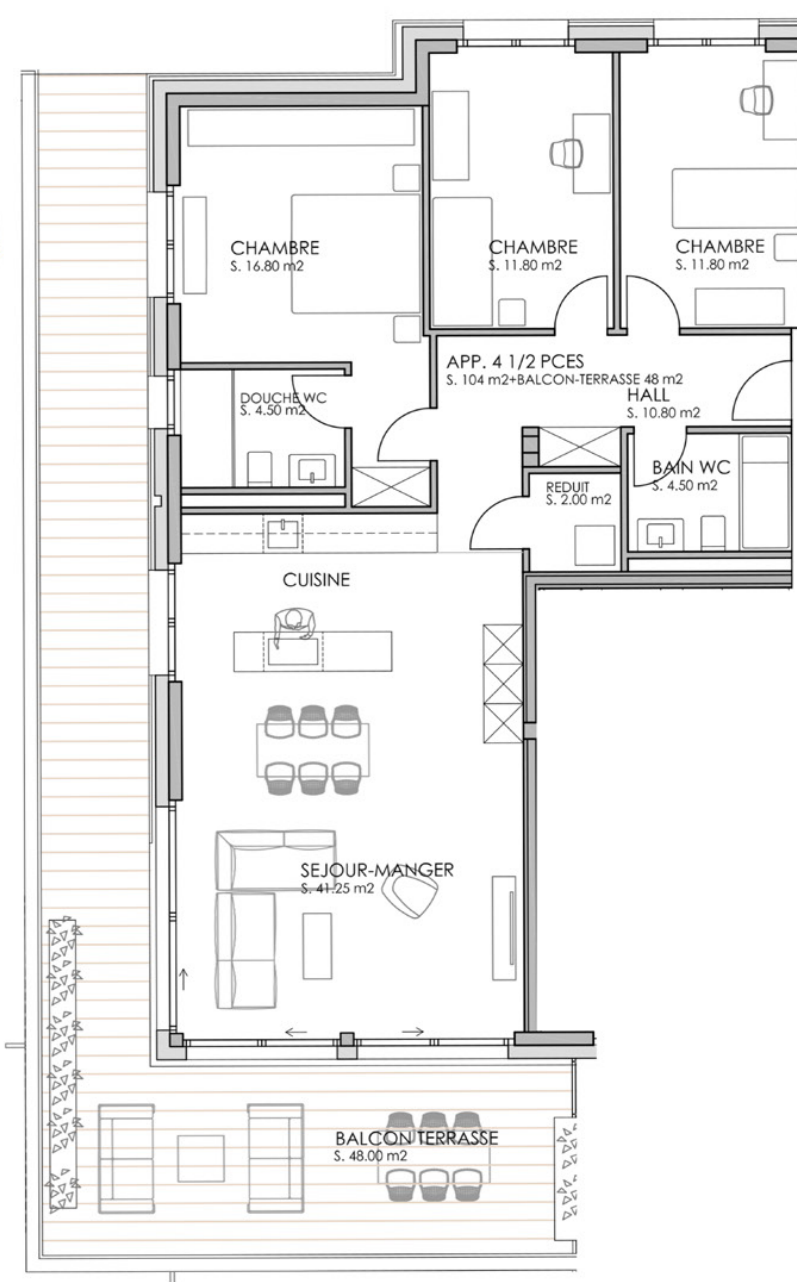 CHAMBRE
S. 16.80 m2
CHAMBRE
S. 11.80 m2
CHAMBRE
S. 11.80 m2
APP. 4 1/2 PCES
S. 104 m2+BALCON-TERRASSE 48 m2
HALL
S. 10.80 m2
DOUCHE WC
S. 4.50 m2
BAIN WC
S. 4.50 m2
REDUIT
S. 2.00 m2
CUISINE
SEJOUR-MANGER
S. 41.25 m2
BALCON TERRASSE
S. 48.00 m2